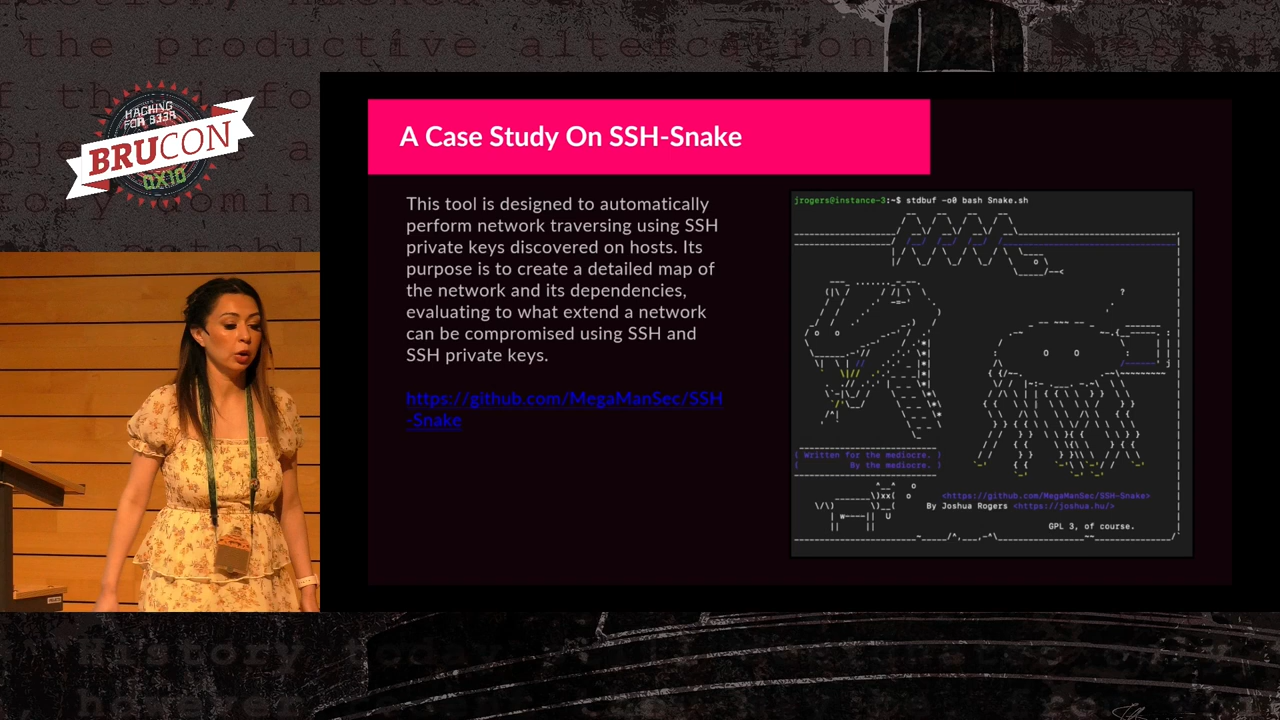 the productive altercation
HACKING
FOR B33R
BRUCON
0X10
A Case Study On SSH-Snake
This tool is designed to automatically
perform network traversing using SSH
private keys discovered on hosts. Its
purpose is to create a detailed map of
the network and its dependencies,
evaluating to what extend a network
can be compromised using SSH and
SSH private keys.
https://github.com/MegaManSec/SSH
-Snake
jrogers@instance-3:~$ stdbuf -o0 bash Snake.sh
( Written for the mediocre. )
( By the mediocre. )
<https://github.com/MegaManSec/SSH-Snake>
By Joshua Rogers <https://joshua.hu/>
GPL 3, of course.
History today
however